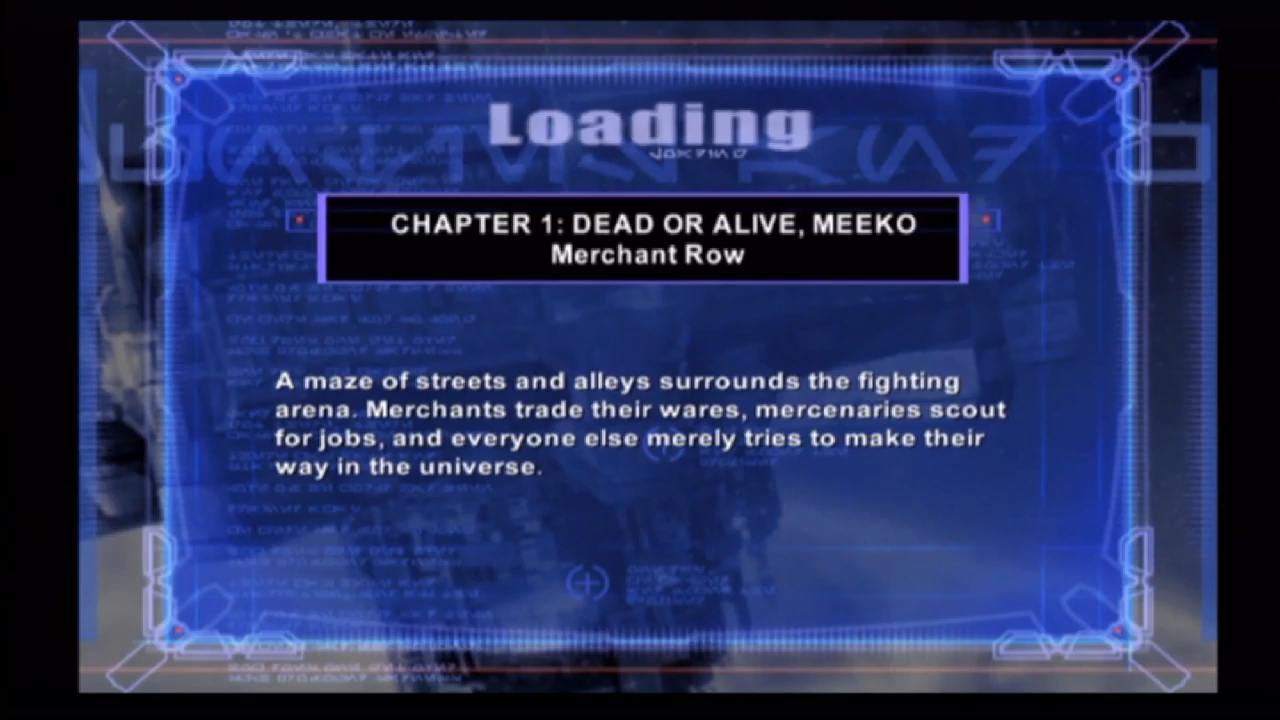 Loading
CHAPTER 1: DEAD OR ALIVE, MEEKO
Merchant Row
A maze of streets and alleys surrounds the fighting
arena. Merchants trade their wares, mercenaries scout
for jobs, and everyone else merely tries to make their
way in the universe.